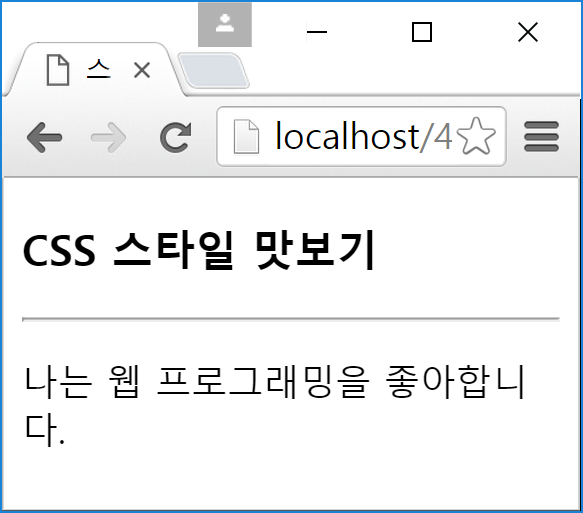 스
localhost/4
CSS 스타일 맛보기
나는 웹 프로그래밍을 좋아합니
다.